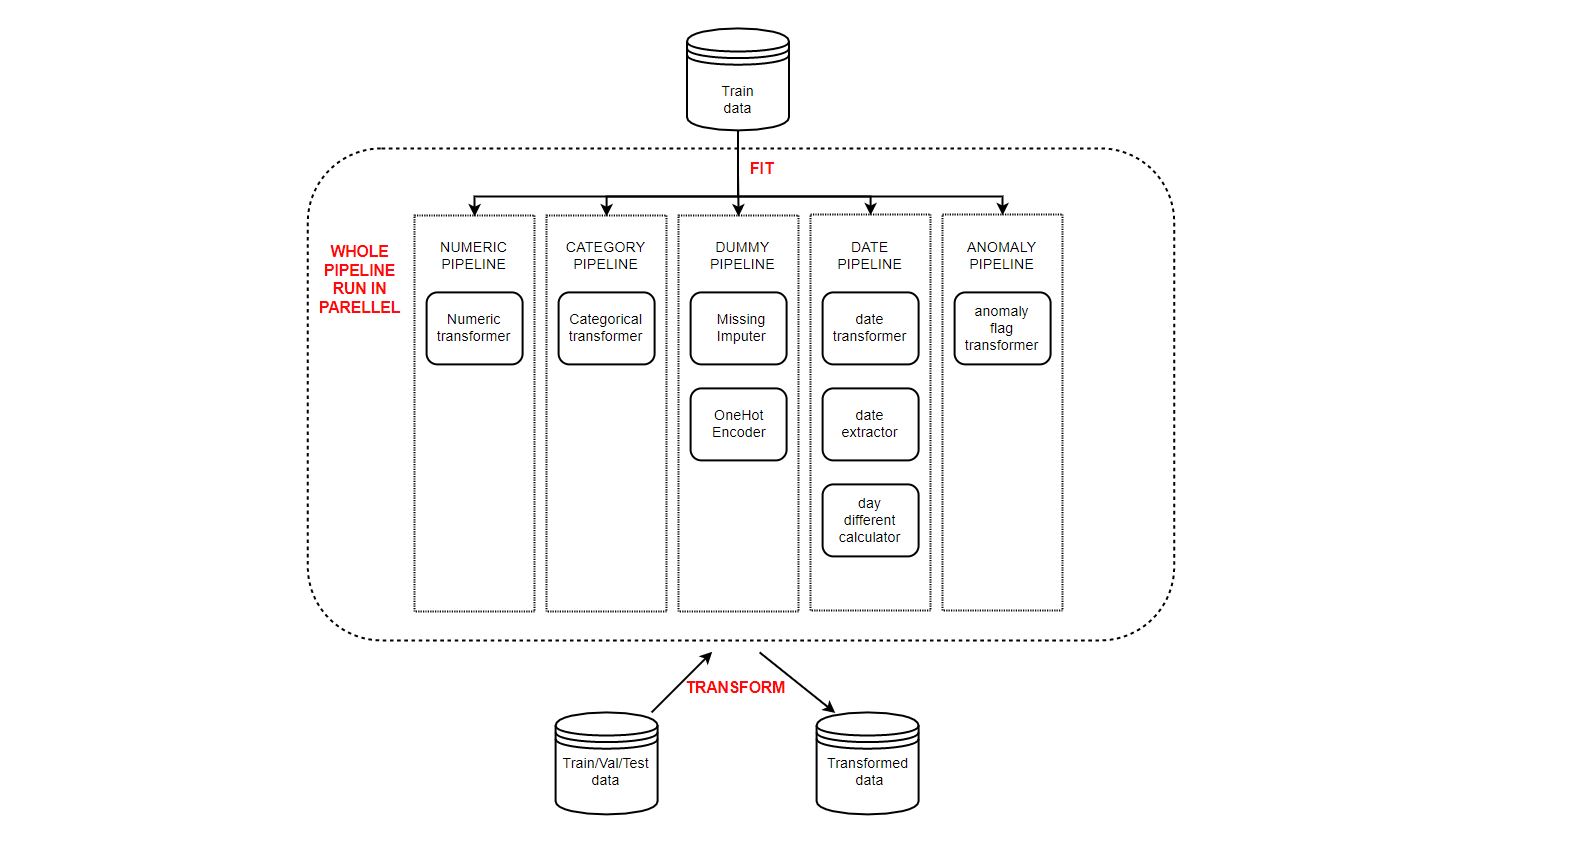 Train
data
FIT
WHOLE
PIPELINE
RUN IN
PARELLEL
NUMERIC
PIPELINE
Numeric
transformer
CATEGORY
PIPELINE
Categorical
transformer
DUMMY
PIPELINE
Missing
Imputer
OneHot
Encoder
DATE
PIPELINE
date
transformer
date
extractor
day
different
calculator
ANOMALY
PIPELINE
anomaly
flag
transformer
TRANSFORM
Train/Val/Test
data
Transformed
data